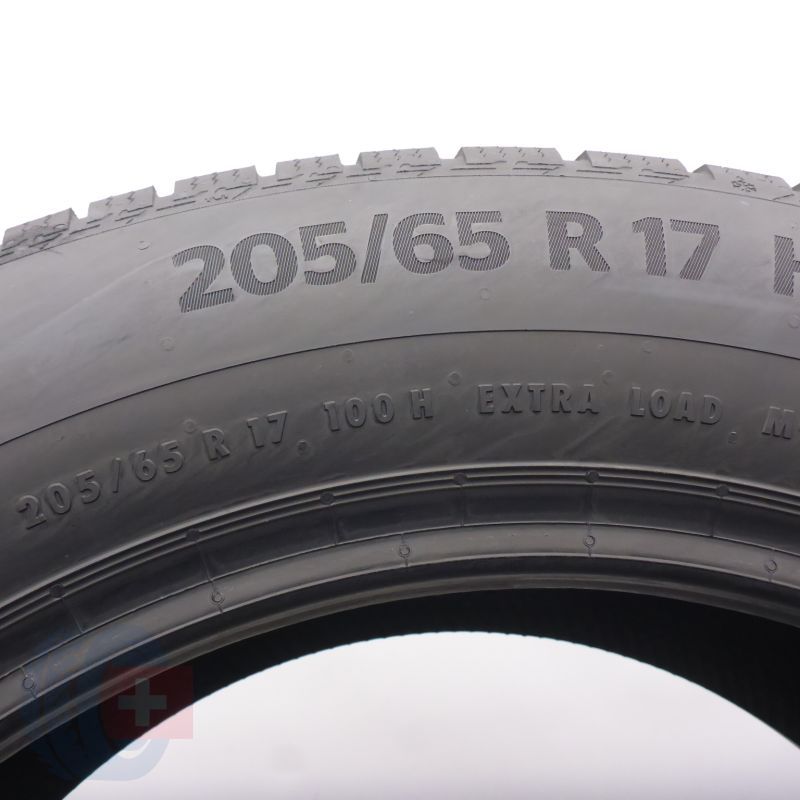 205/65 R 17 H
205/65 R 17 100 H EXTRA LOAD M